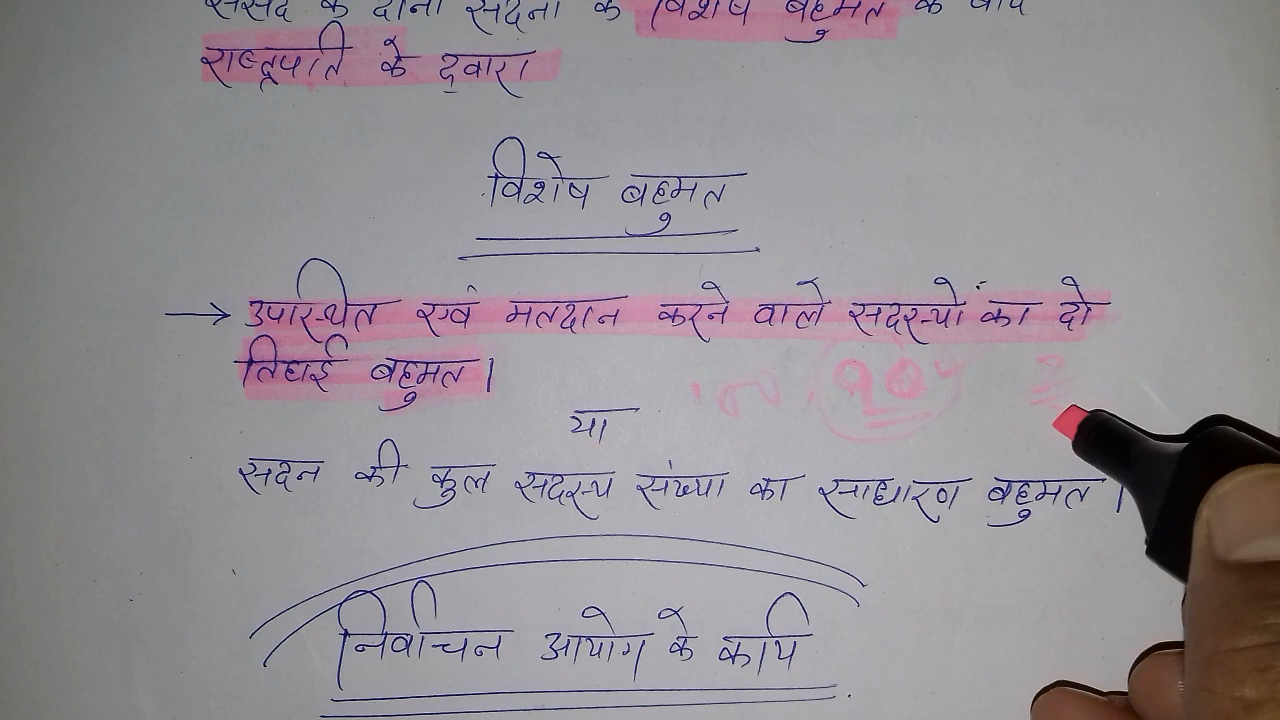 संसद के दोनों सदनों के विशेष बहुमत के बाद
राष्ट्रपति के द्वारा
विशेष बहुमत
→ उपस्थित एवं मतदान करने वाले सदस्यों का दो
तिहाई बहुमत।
या
सदन की कुल सदस्य संख्या का साधारण बहुमत।
निर्वाचन आयोग के कार्य